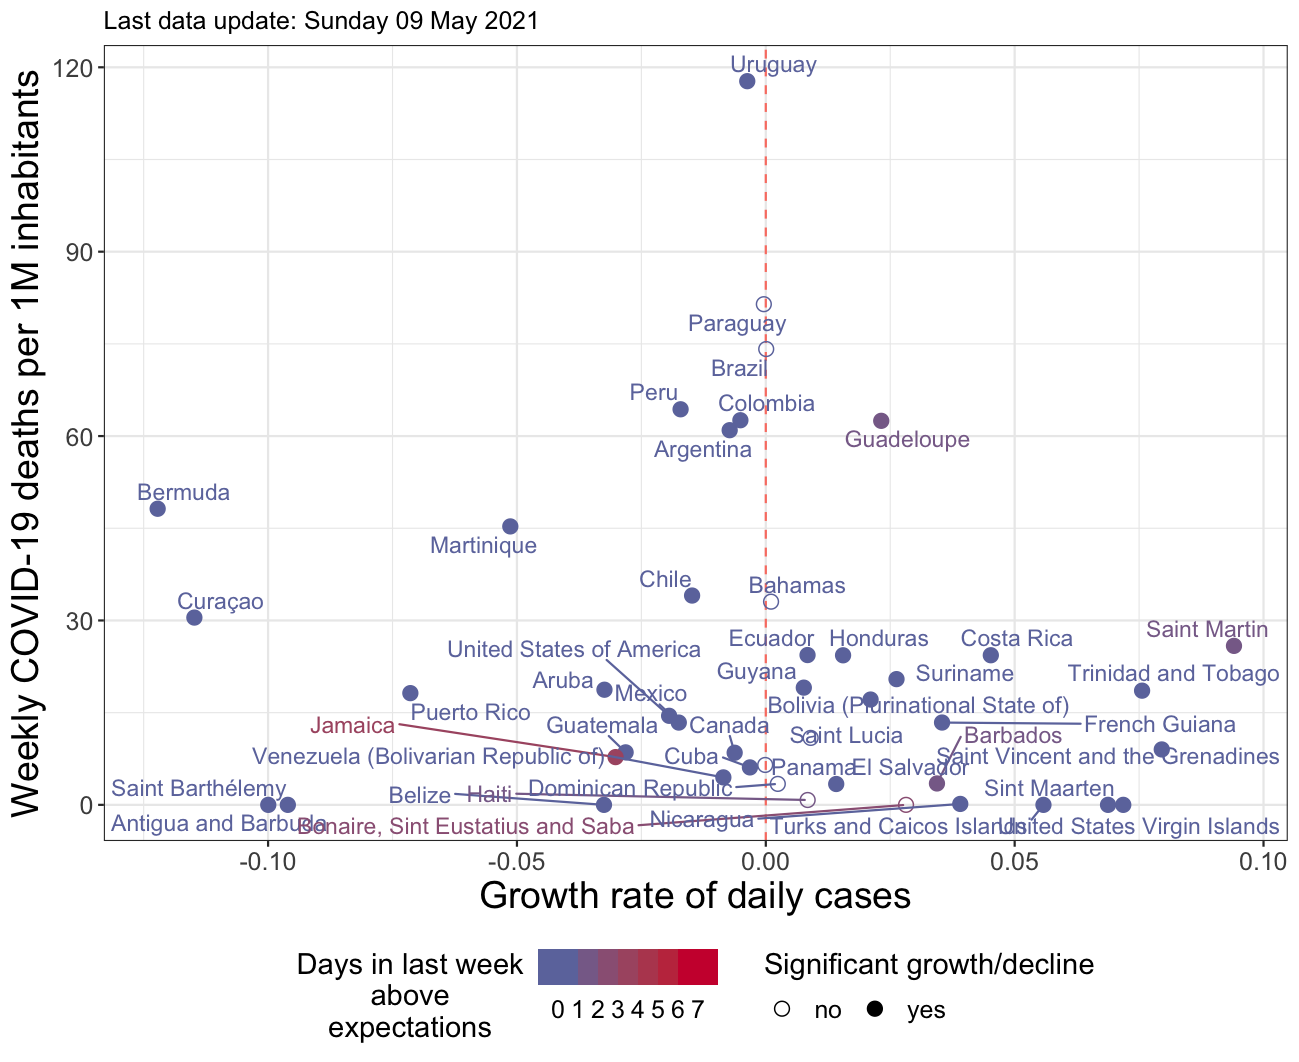 Last data update: Sunday 09 May 2021
Weekly COVID-19 deaths per 1M inhabitants
120
90
60
30
0
Uruguay
Paraguay
Brazil
Peru
Colombia
Argentina
Guadeloupe
Bermuda
Martinique
Chile
Bahamas
Curaçao
Saint Martin
Ecuador
Honduras
Costa Rica
United States of America
Guyana
Suriname
Trinidad and Tobago
Aruba
Mexico
Puerto Rico
Bolivia (Plurinational State of)
Jamaica
Guatemala
Canada
Saint Lucia
French Guiana
Barbados
Venezuela (Bolivarian Republic of)
Cuba
Panama
El Salvador
Saint Vincent and the Grenadines
Saint Barthélemy
Belize
Haiti
Dominican Republic
Sint Maarten
Antigua and Barbuda
Bonaire, Sint Eustatius and Saba
Nicaragua
Turks and Caicos Islands
United States Virgin Islands
-0.10
-0.05
0.00
0.05
0.10
Growth rate of daily cases
Days in last week
above
expectations
0 1 2 3 4 5 6 7
Significant growth/decline
no
yes